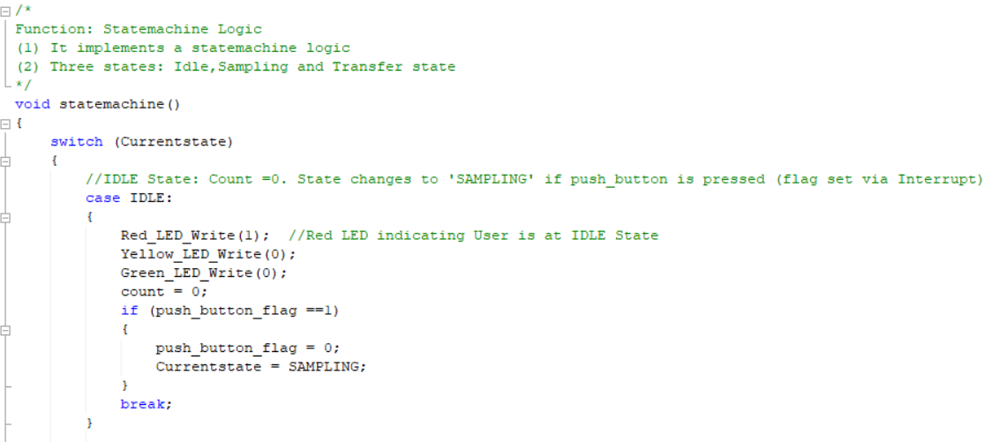 /*
Function: Statemachine Logic
(1) It implements a statemachine logic
(2) Three states: Idle,Sampling and Transfer state
*/
void statemachine()
{
switch (Currentstate)
{
//IDLE State: Count =0. State changes to 'SAMPLING' if push_button is pressed (flag set via Interrupt)
case IDLE:
{
Red_LED_Write(1);  //Red LED indicating User is at IDLE State
Yellow_LED_Write(0);
Green_LED_Write(0);
count = 0;
if (push_button_flag ==1)
{
push_button_flag = 0;
Currentstate = SAMPLING;
}
break;
}